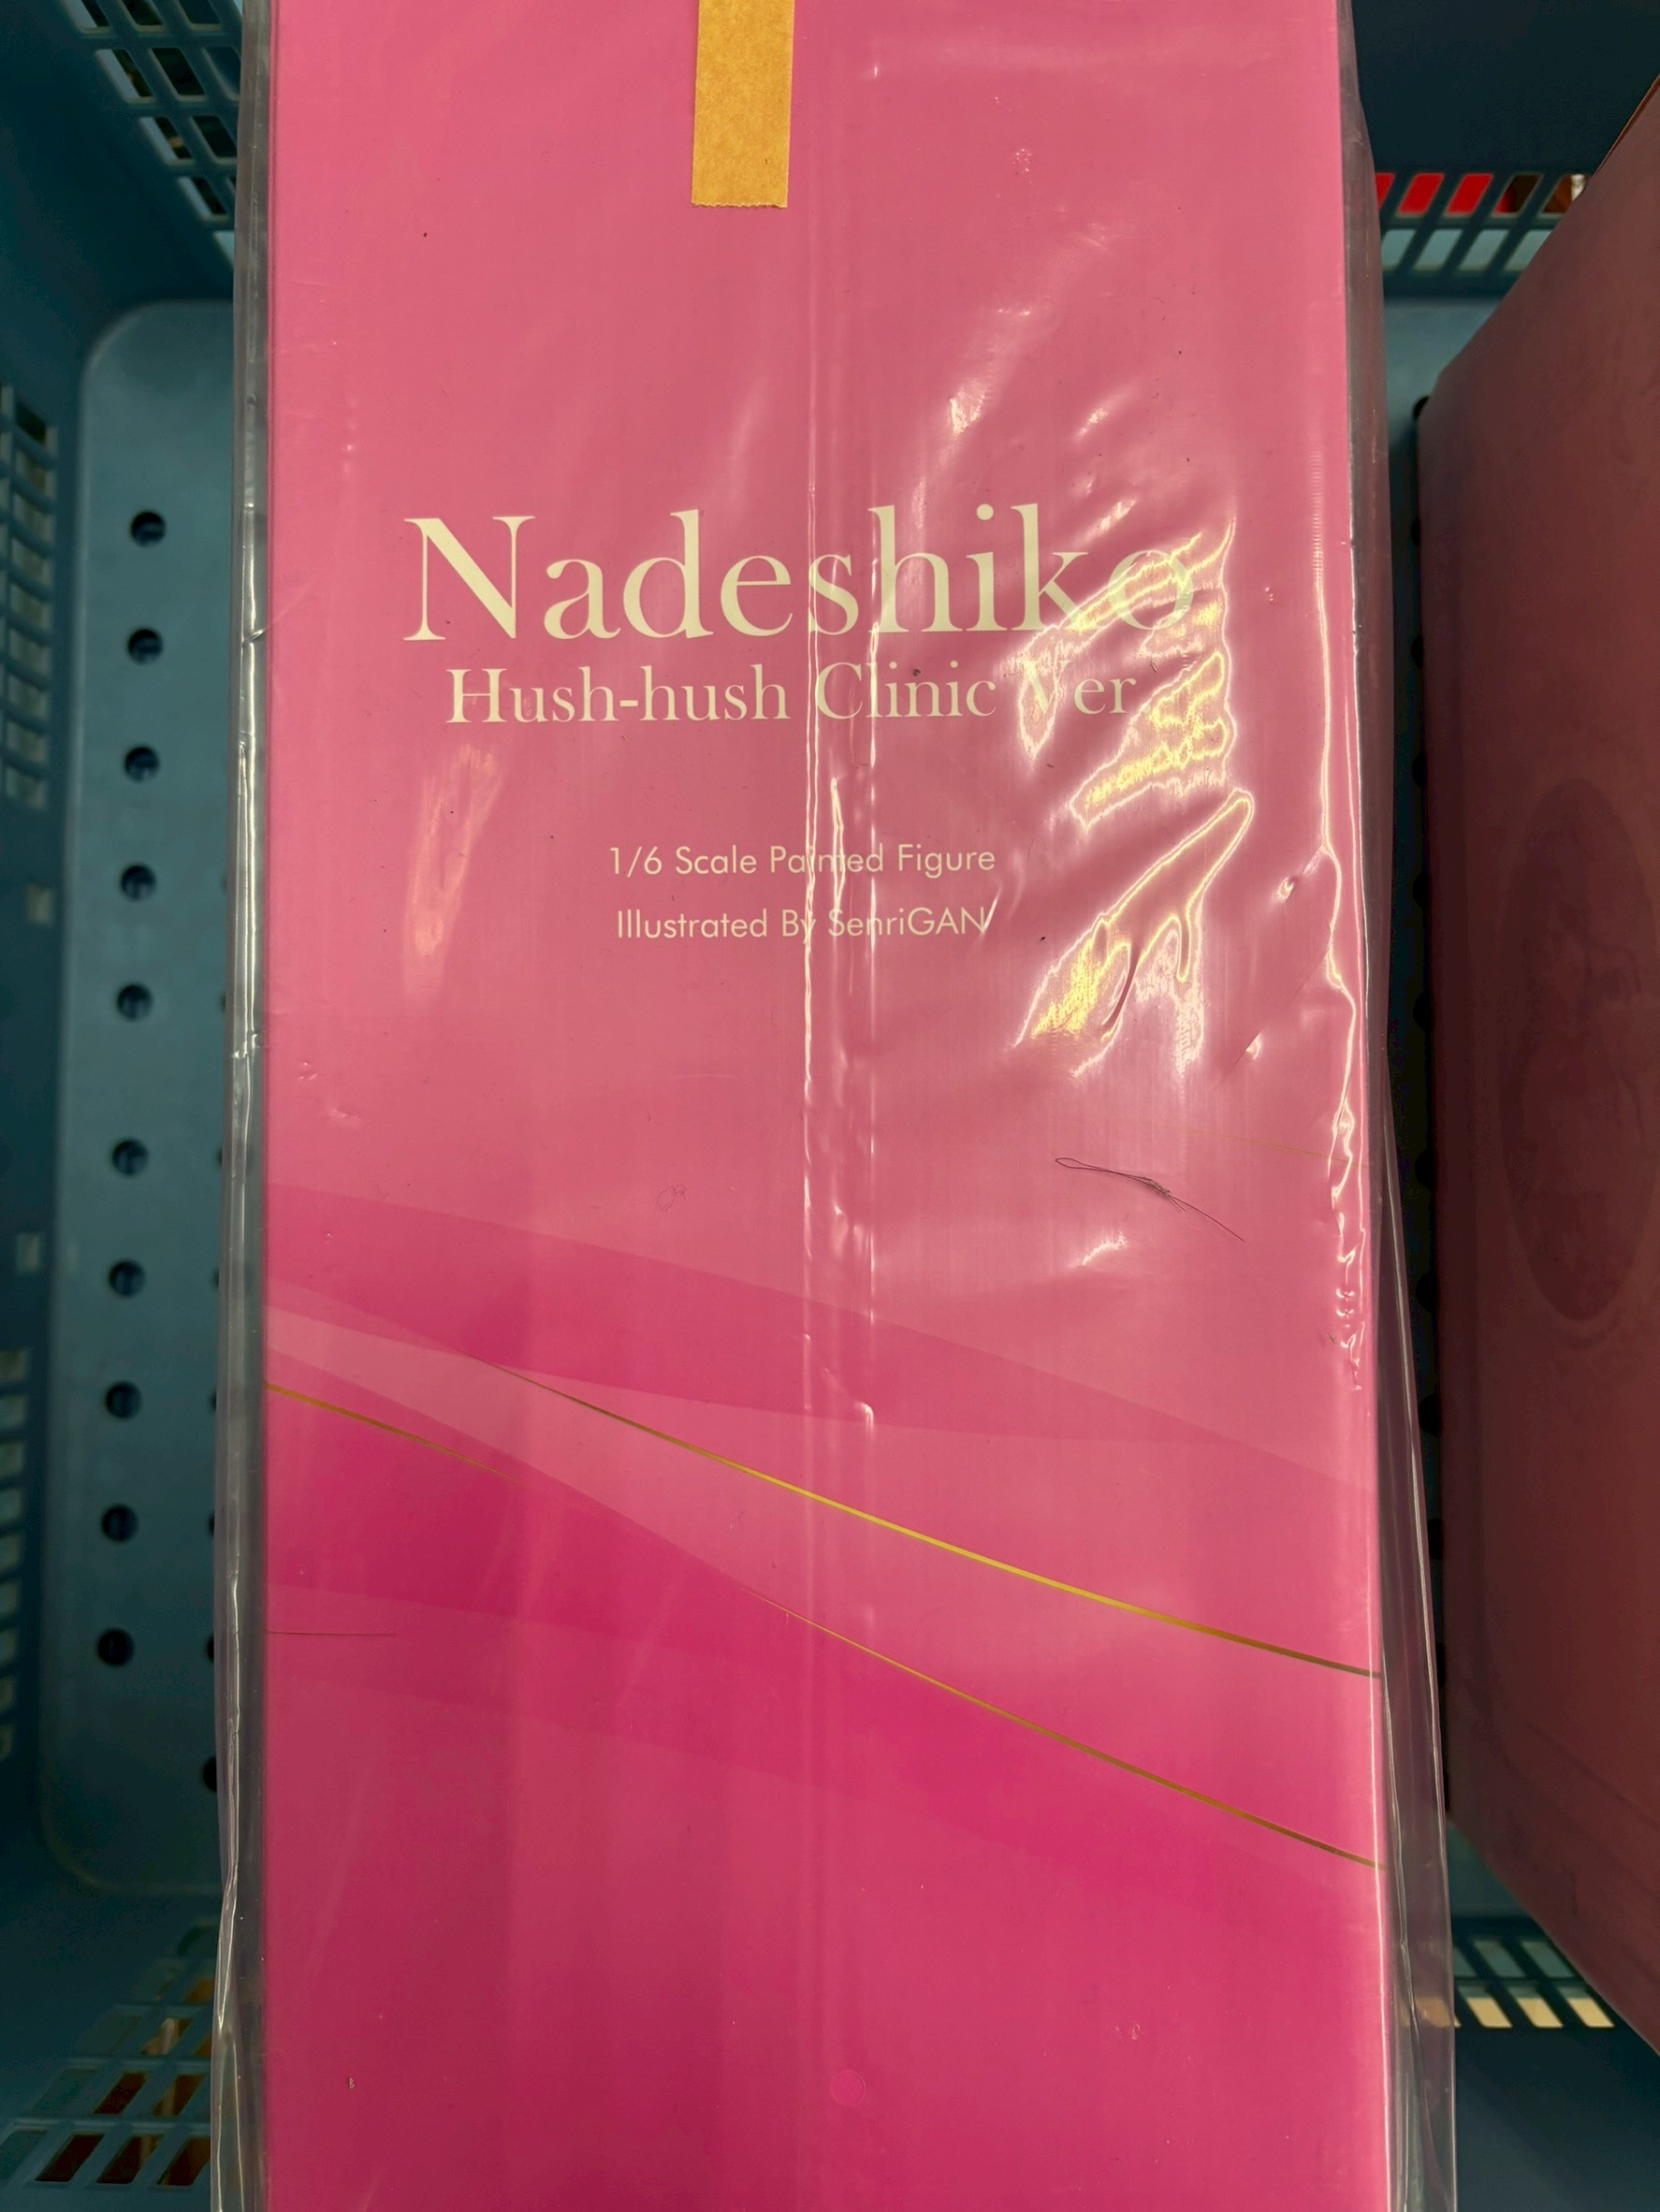 Nadeshiko
Hush-hush Clinic Ver
1/6 Scale Painted Figure
Illustrated By SenriGAN